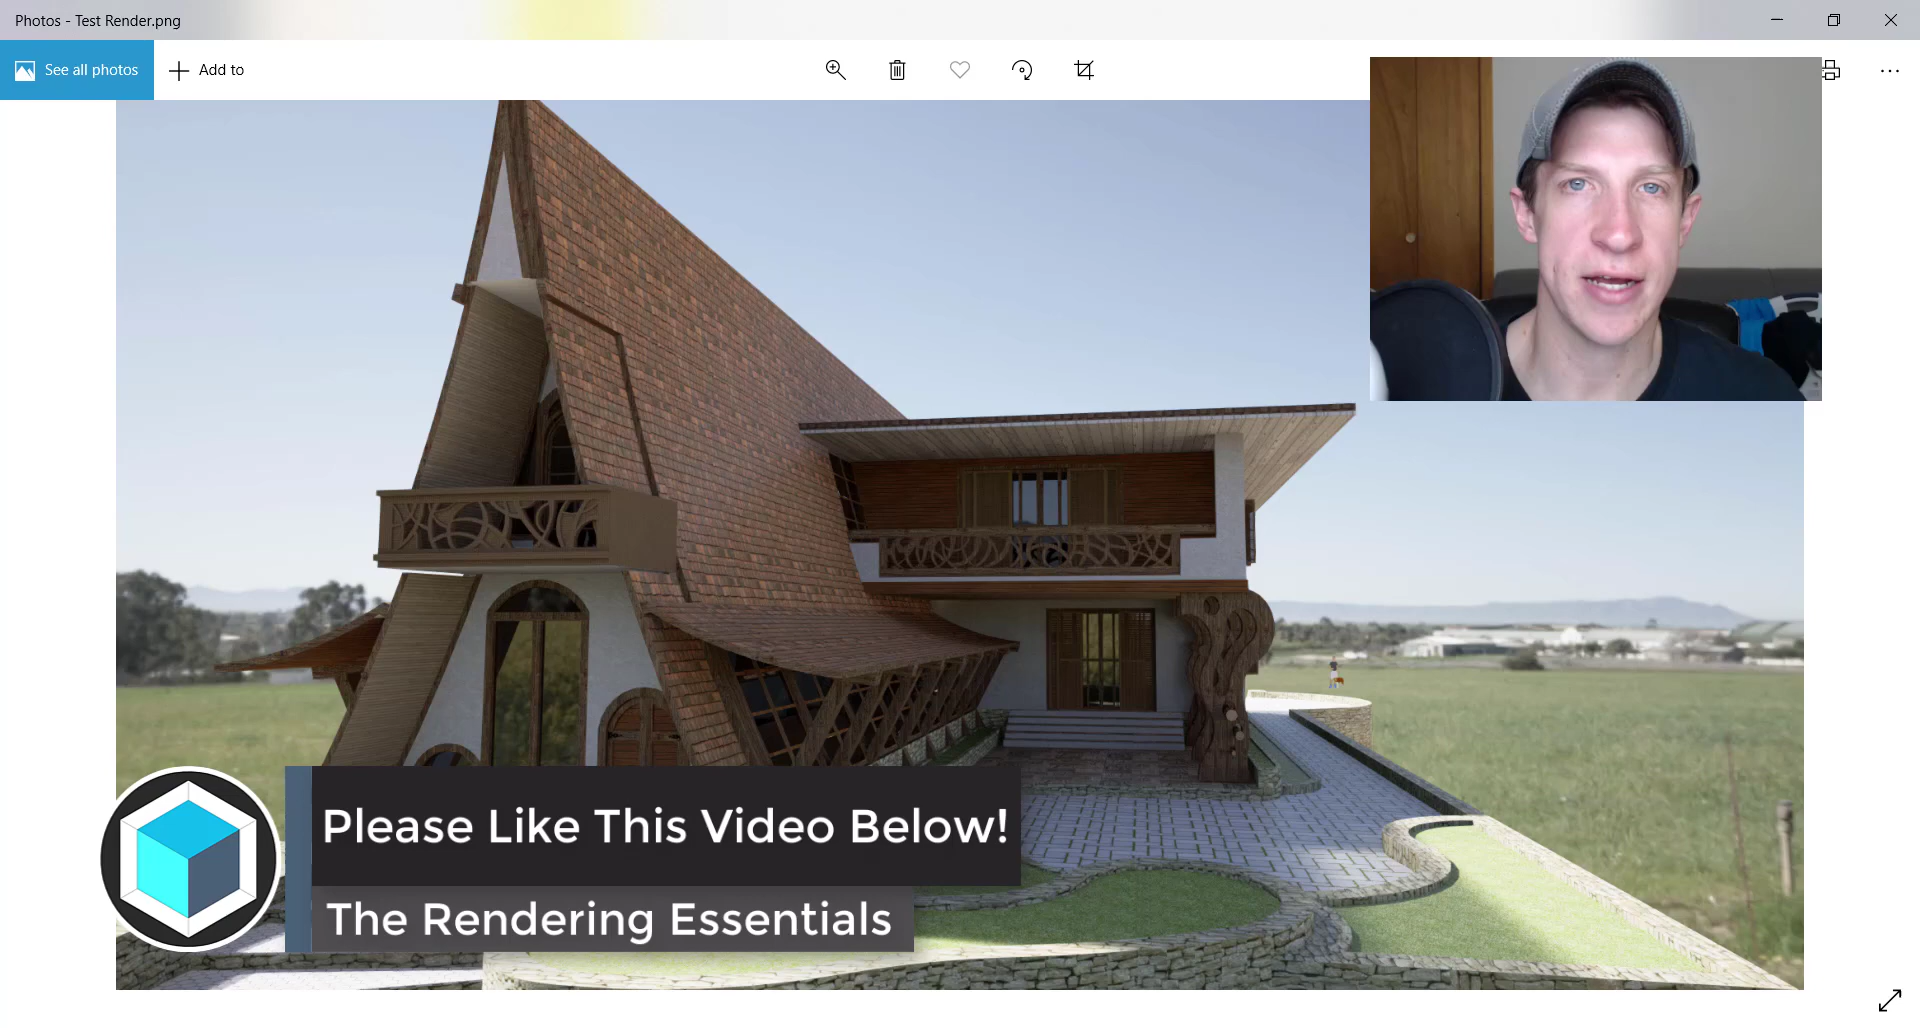 Photos - Test Render.png
See all photos
Add to
Please Like This Video Below!
The Rendering Essentials